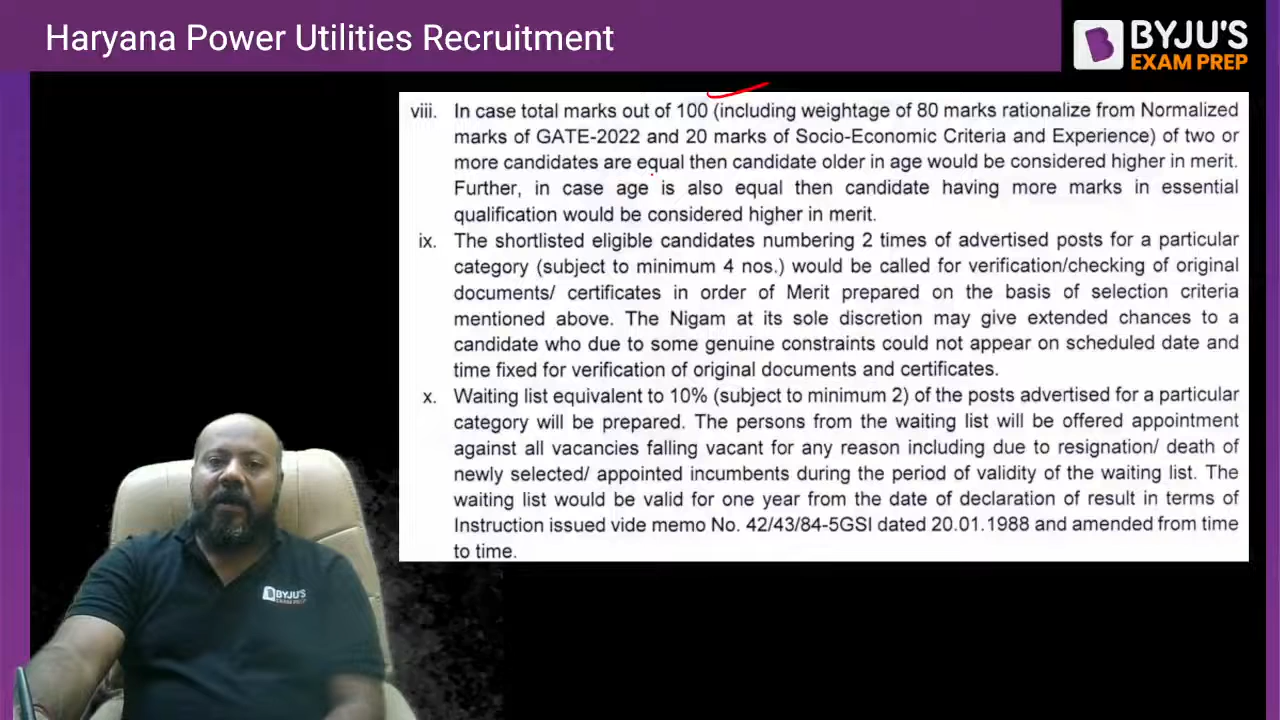 Haryana Power Utilities Recruitment
BYJU'S
EXAM PREP
viii. In case total marks out of 100 (including weightage of 80 marks rationalize from Normalized
marks of GATE-2022 and 20 marks of Socio-Economic Criteria and Experience) of two or
more candidates are equal then candidate older in age would be considered higher in merit.
Further, in case age is also equal then candidate having more marks in essential
qualification would be considered higher in merit.
ix. The shortlisted eligible candidates numbering 2 times of advertised posts for a particular
category (subject to minimum 4 nos.) would be called for verification/checking of original
documents/ certificates in order of Merit prepared on the basis of selection criteria
mentioned above. The Nigam at its sole discretion may give extended chances to a
candidate who due to some genuine constraints could not appear on scheduled date and
time fixed for verification of original documents and certificates.
x. Waiting list equivalent to 10% (subject to minimum 2) of the posts advertised for a particular
category will be prepared. The persons from the waiting list will be offered appointment
against all vacancies falling vacant for any reason including due to resignation/ death of
newly selected/ appointed incumbents during the period of validity of the waiting list. The
waiting list would be valid for one year from the date of declaration of result in terms of
Instruction issued vide memo No. 42/43/84-5GSI dated 20.01.1988 and amended from time
to time.
BYJU'S
EXAM PREP